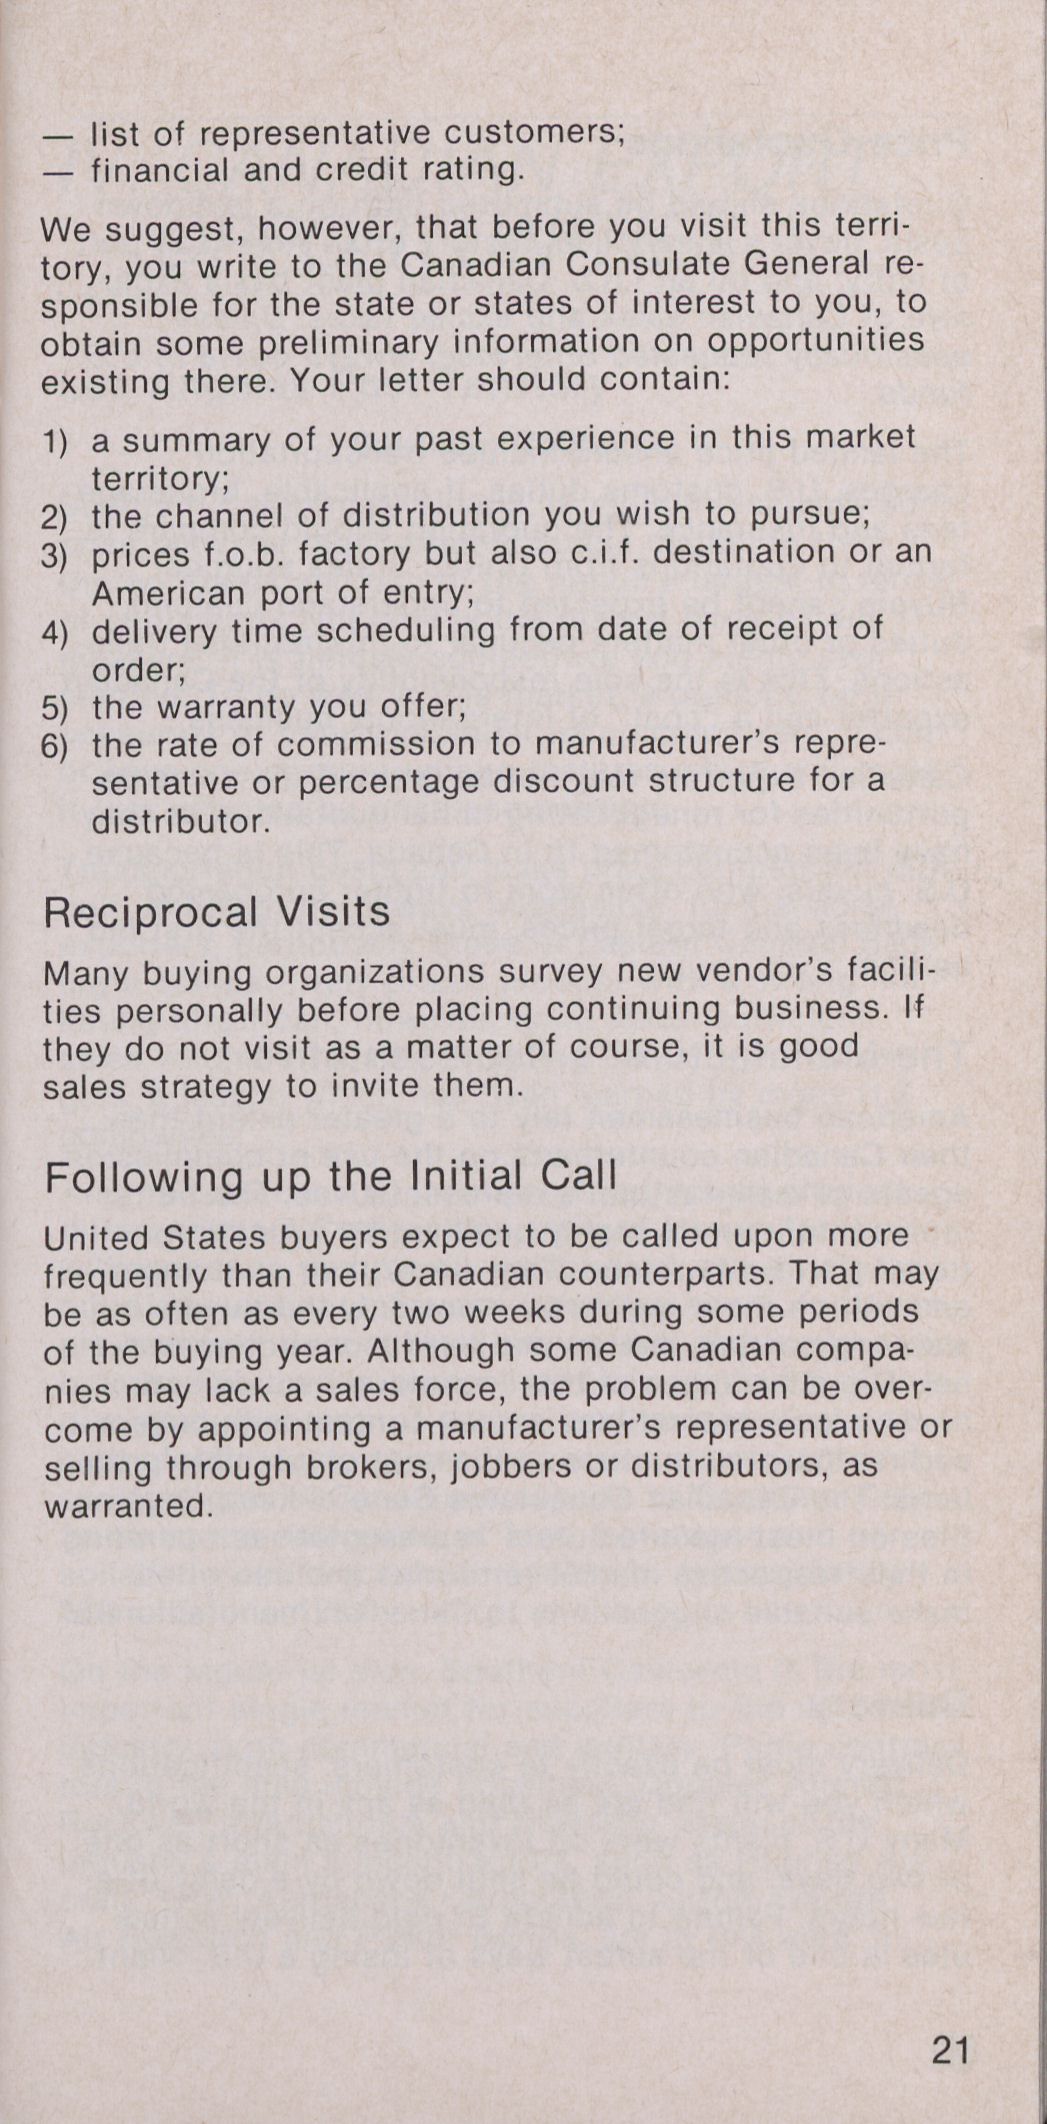 — list of representative customers;
— financial and credit rating.
We suggest, however, that before you visit this terri-
tory, you write to the Canadian Consulate General re-
sponsible for the state or states of interest to you, to
obtain some preliminary information on opportunities
existing there. Your letter should contain:
1) a summary of your past experience in this market
territory;
2) the channel of distribution you wish to pursue;
3) prices f.o.b. factory but also c.i.f. destination or an
American port of entry;
4) delivery time scheduling from date of receipt of
order;
5) the warranty you offer;
6) the rate of commission to manufacturer's repre-
sentative or percentage discount structure for a
distributor.
Reciprocal Visits
Many buying organizations survey new vendor's facili-
ties personally before placing continuing business. If
they do not visit as a matter of course, it is good
sales strategy to invite them.
Following up the Initial Call
United States buyers expect to be called upon more
frequently than their Canadian counterparts. That may
be as often as every two weeks during some periods
of the buying year. Although some Canadian compa-
nies may lack a sales force, the problem can be over-
come by appointing a manufacturer's representative or
selling through brokers, jobbers or distributors, as
warranted.
21